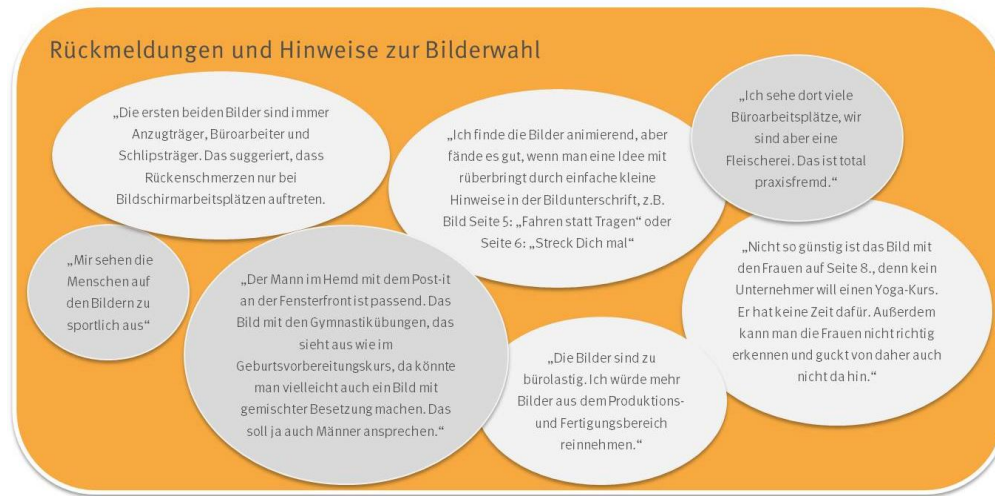 Rückmeldungen und Hinweise zur Bilderwahl
„Die ersten beiden Bilder sind immer
Anzugträger, Büroarbeiter und
Schlipsträger. Das suggeriert, dass
Rückenschmerzen nur bei
Bildschirmarbeitsplätzen auftreten.
„Ich finde die Bilder animierend, aber
fände es gut, wenn man eine Idee mit
rüberbringt durch einfache kleine
Hinweise in der Bildunterschrift, z.B.
Bild Seite 5: „Fahren statt Tragen“ oder
Seite 6: „Streck Dich mal“
„Ich sehe dort viele
Büroarbeitsplätze, wir
sind aber eine
Fleischerei. Das ist total
praxisfremd.“
„Mir sehen die
Menschen auf
den Bildern zu
sportlich aus“
„Der Mann im Hemd mit dem Post-it
an der Fensterfront ist passend. Das
Bild mit den Gymnastikübungen, das
sieht aus wie im
Geburtsvorbereitungskurs, da könnte
man vielleicht auch ein Bild mit
gemischter Besetzung machen. Das
soll ja auch Männer ansprechen.“
„Die Bilder sind zu
bürolastig. Ich würde mehr
Bilder aus dem Produktions-
und Fertigungsbereich
reinnehmen.“
„Nicht so günstig ist das Bild mit
den Frauen auf Seite 8., denn kein
Unternehmer will einen Yoga-Kurs.
Er hat keine Zeit dafür. Außerdem
kann man die Frauen nicht richtig
erkennen und guckt von daher auch
nicht da hin.“